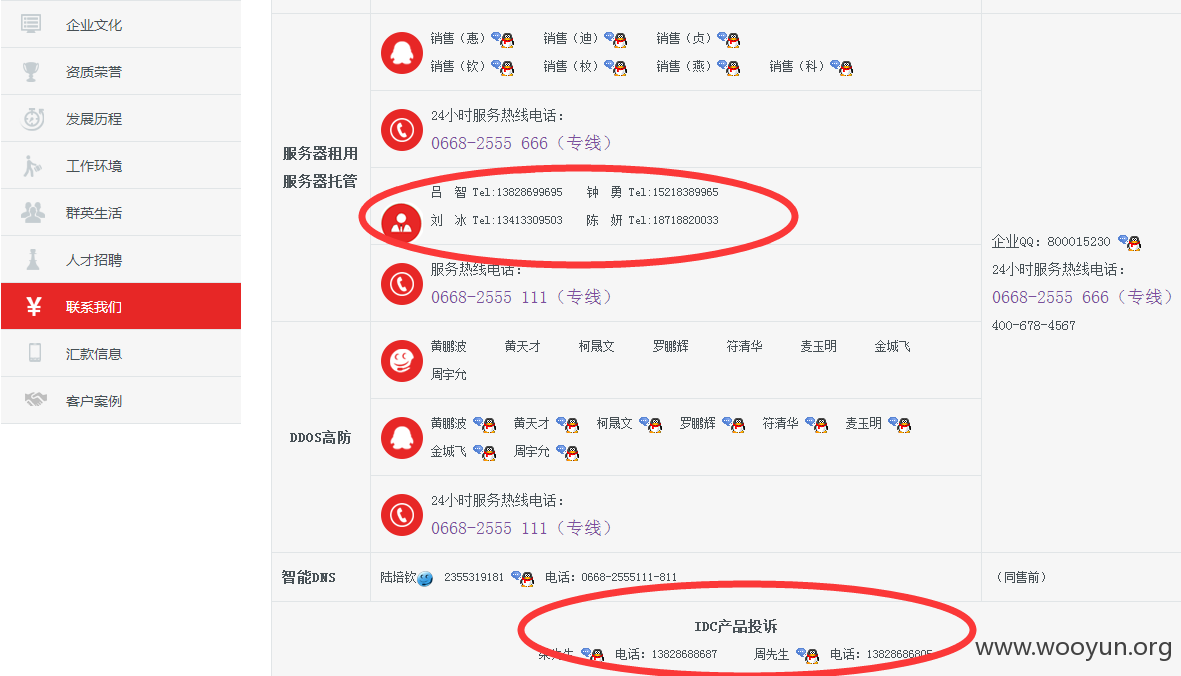 企业文化
资质荣誉
发展历程
工作环境
群英生活
人才招聘
联系我们
汇款信息
客户案例
服务器租用
服务器托管
销售（惠） 销售（迪） 销售（贞）
销售（钦） 销售（枚） 销售（燕） 销售（科）
24小时服务热线电话：
0668-2555 666（专线）
吕 智 Tel:13828699695 钟 勇 Tel:15218389965
刘 冰 Tel:13413309503 陈 妍 Tel:18718820033
服务热线电话：
0668-2555 111（专线）
DDOS高防
黄鹏波 黄天才 柯晟文 罗鹏辉 符清华 麦玉明 金城飞
周宇允
黄鹏波 黄天才 柯晟文 罗鹏辉 符清华 麦玉明
金城飞 周宇允
24小时服务热线电话：
0668-2555 111（专线）
企业QQ：800015230
24小时服务热线电话：
0668-2555 666（专线）
400-678-4567
智能DNS
陆培钦 2355319181 电话：0668-2555111-811
（同售前）
IDC产品投诉
先生 电话：13828688687 周先生 电话：13828686805
www.wooyun.org